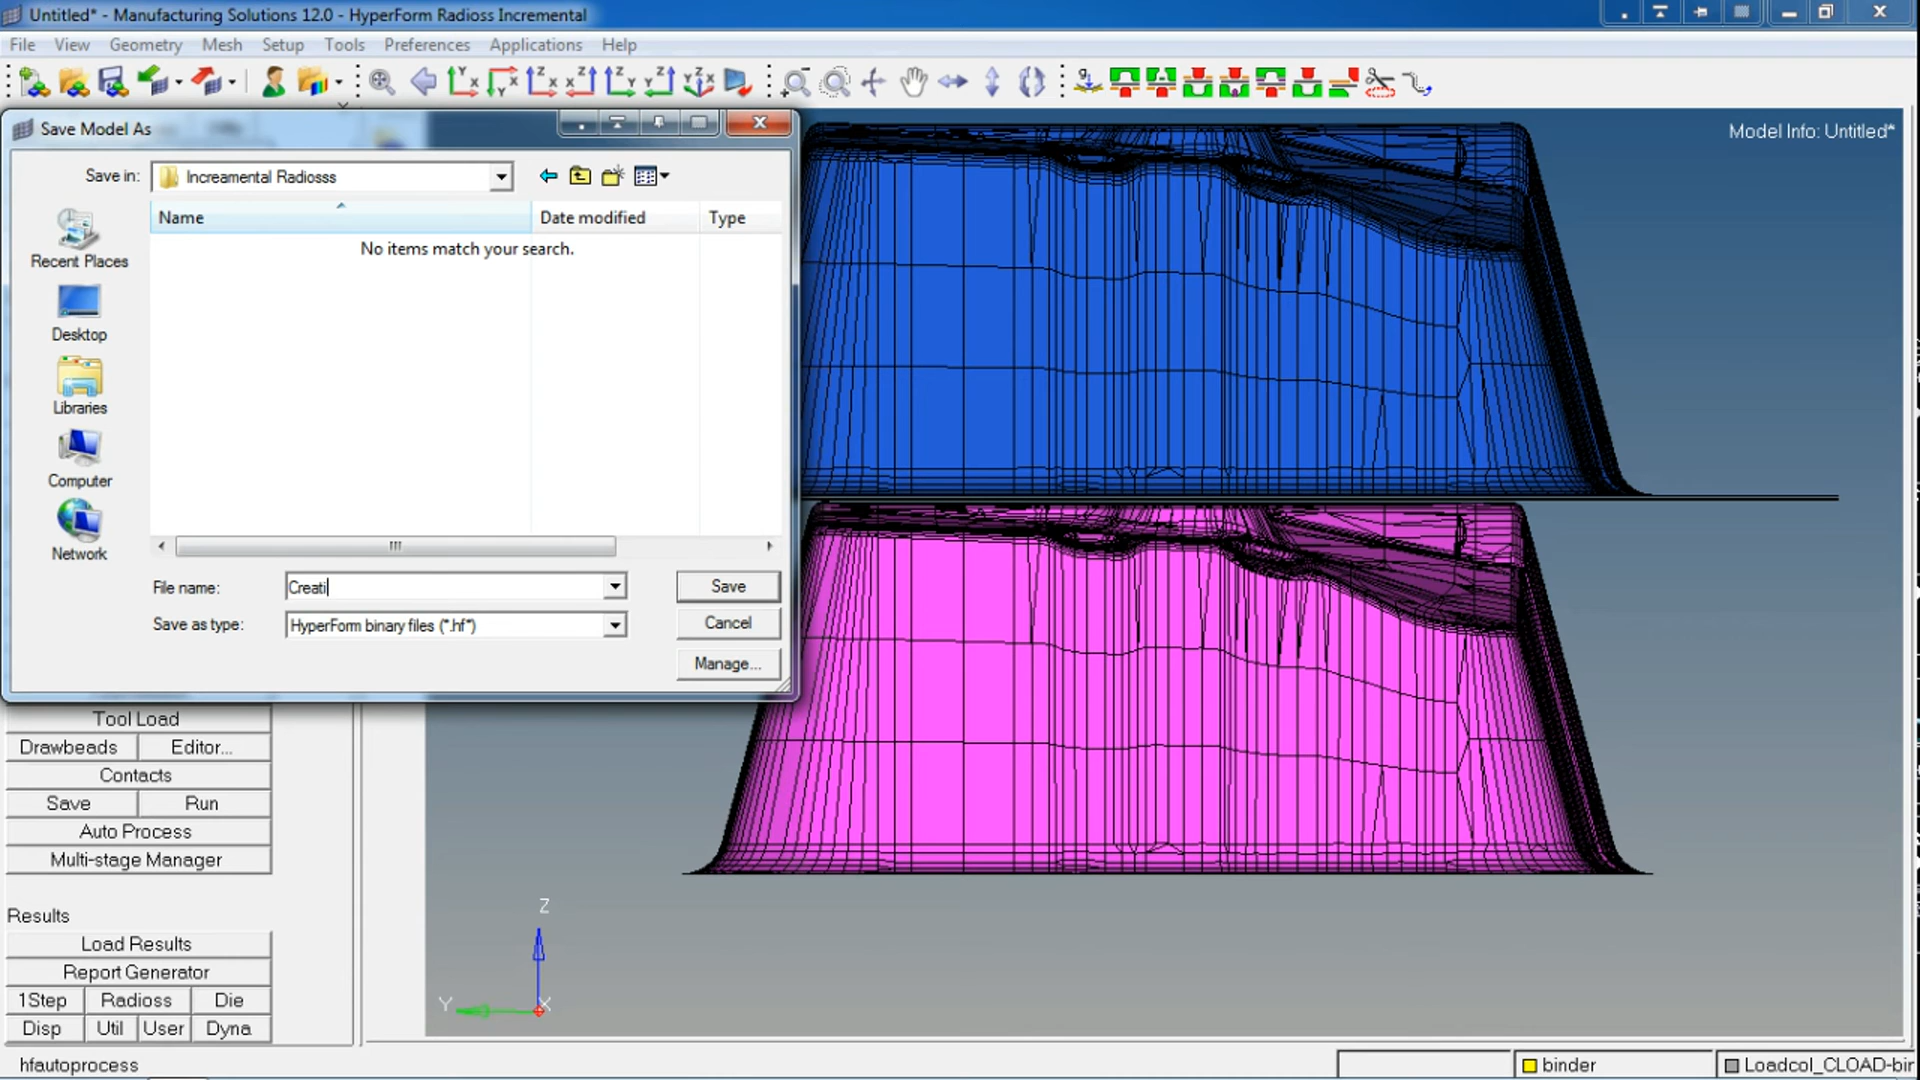 Untitled* - Manufacturing Solutions 12.0 - HyperForm Radioss Incremental
File View Geometry Mesh Setup Tools Preferences Applications Help
Save Model As
Model Info: Untitled*
Save in: Increamental Radiosss
Name Date modified Type
No items match your search.
Recent Places
Desktop
Libraries
Computer
Network
File name: Creati Save
Save as type: HyperForm binary files (*.hf*) Cancel
Manage...
Tool Load
Drawbeads Editor...
Contacts
Save Run
Auto Process
Multi-stage Manager
Results
Load Results
Report Generator
1Step Radioss Die
Disp Util User Dyna
Z
Y X
hfautoprocess binder Loadcol_CLOAD-bir